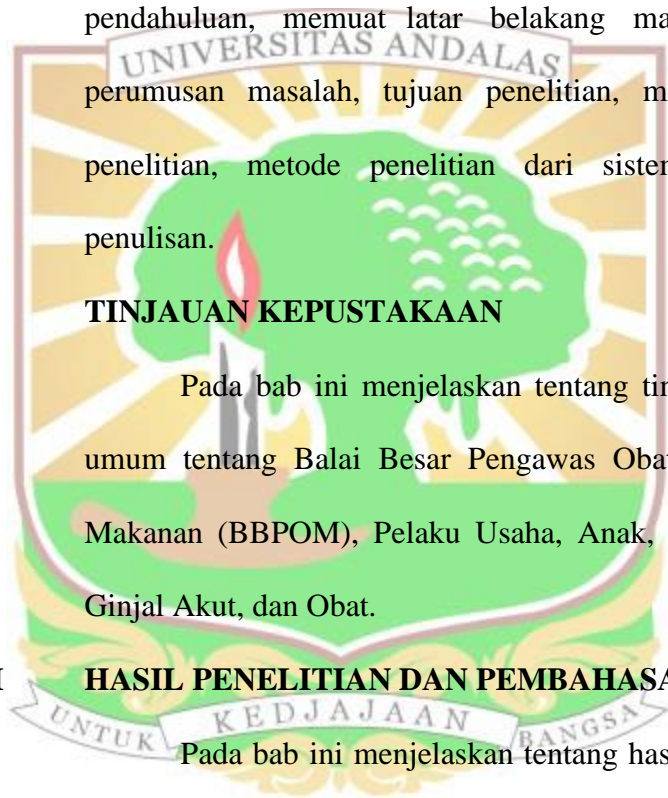 pendahuluan, memuat latar belakang ma
UNIVERSITAS ANDALAS
perumusan masalah, tujuan penelitian, m
penelitian, metode penelitian dari sister
penulisan.
TINJAUAN KEPUSTAKAAN
Pada bab ini menjelaskan tentang tin
umum tentang Balai Besar Pengawas Obat
Makanan (BBPOM), Pelaku Usaha, Anak,
Ginjal Akut, dan Obat.
I HASIL PENELITIAN DAN PEMBAHASA
UNTUK KEDJAJAAN BANGSA
Pada bab ini menjelaskan tentang has